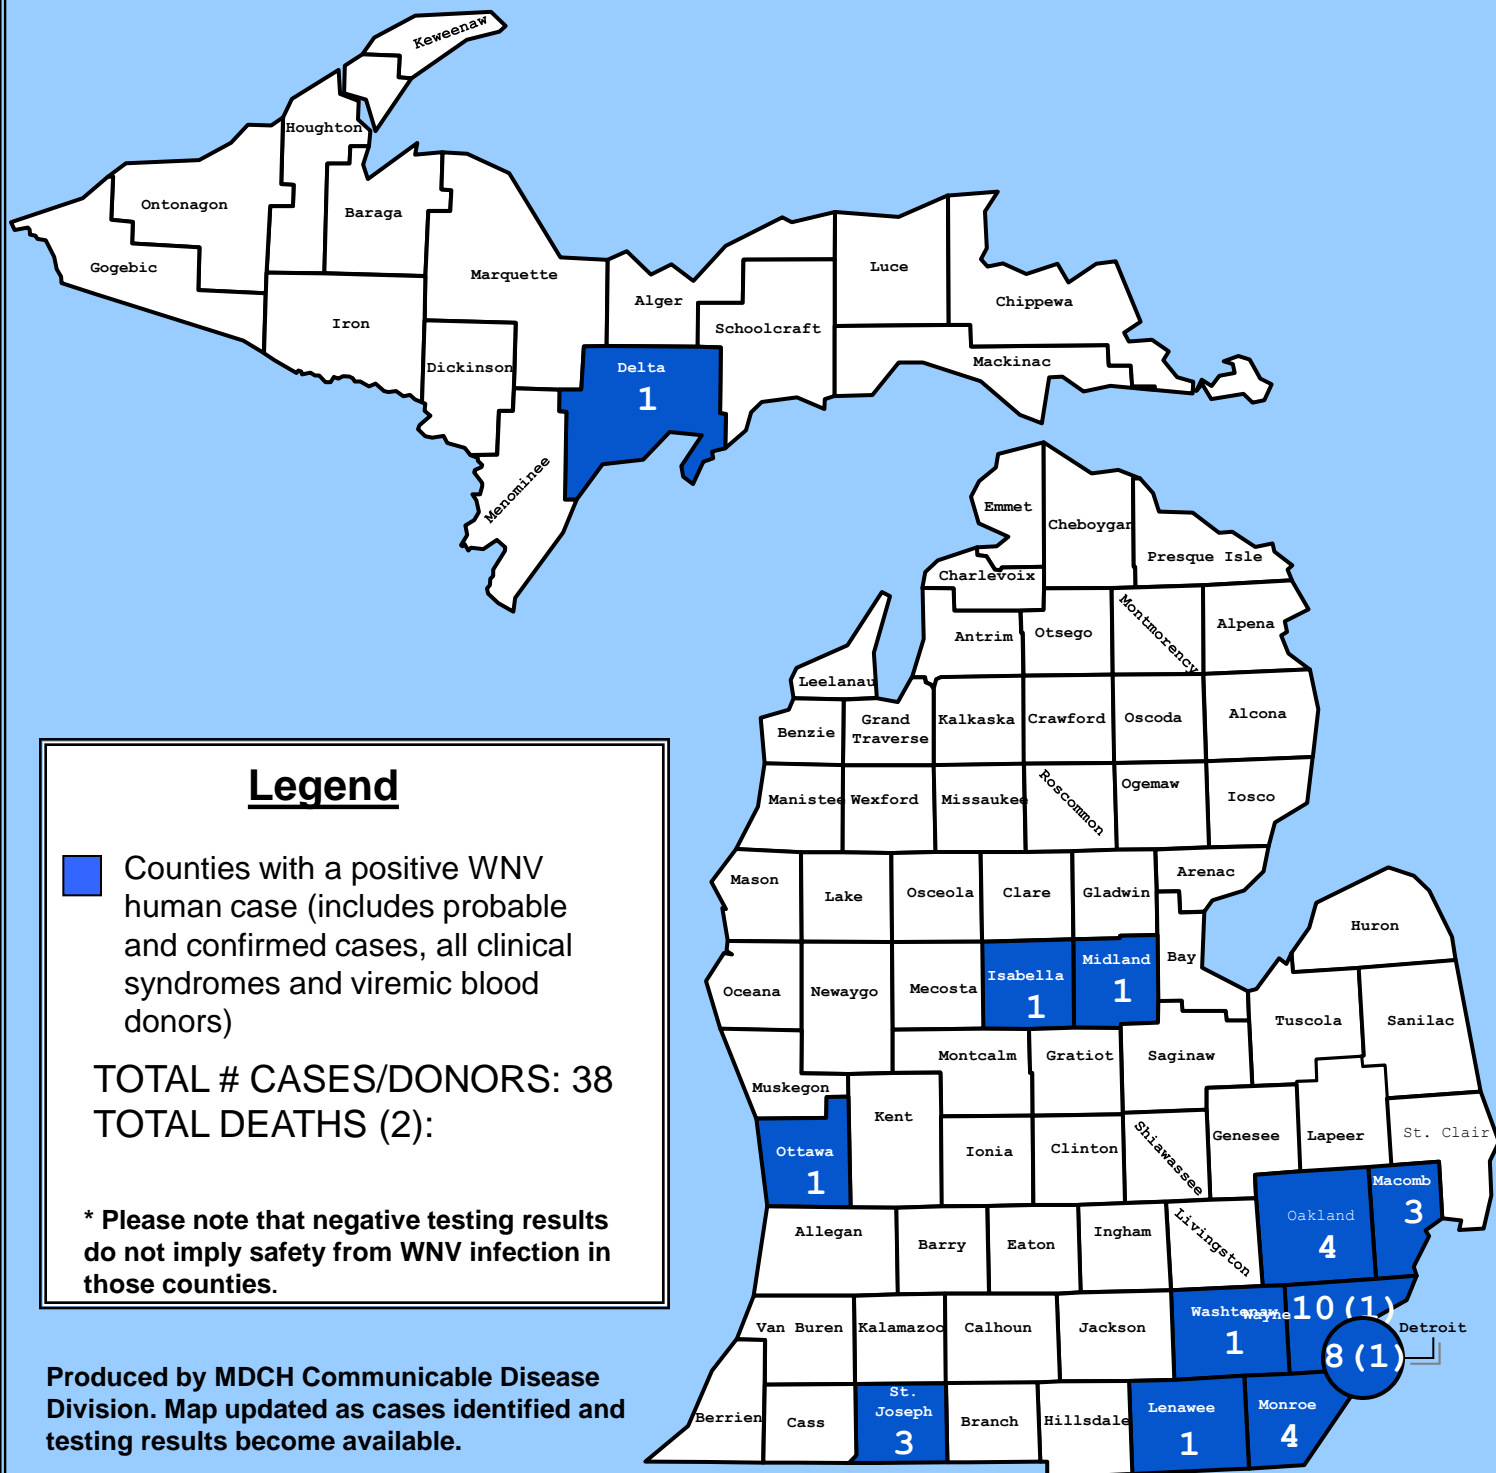 Keweenaw
Houghton
Ontonagon
Baraga
Gogebic
Marquette
Luce
Alger
Chippewa
Iron
Schoolcraft
Dickinson
Mackinac
Delta
1
Menominee
Emmet
Cheboygan
Presque Isle
Charlevoix
Montmorency
Alpena
Antrim
Otsego
Leelanau
Benzie
Grand
Traverse
Kalkaska
Crawford
Oscoda
Alcona
Manistee
Wexford
Missaukee
Roscommon
Ogemaw
Iosco
Mason
Lake
Osceola
Clare
Gladwin
Arenac
Huron
Oceana
Newaygo
Mecosta
Isabella
1
Midland
1
Bay
Tuscola
Sanilac
Muskegon
Montcalm
Gratiot
Saginaw
Kent
Ottawa
1
Ionia
Clinton
Shiawassee
Genesee
Lapeer
St. Clair
Macomb
3
Oakland
4
Allegan
Barry
Eaton
Ingham
Livingston
Van Buren
Kalamazoo
Calhoun
Jackson
Washtenaw
1
Wayne
10 (1)
Detroit
8 (1)
Berrien
Cass
St.
Joseph
3
Branch
Hillsdale
Lenawee
1
Monroe
4
Legend
Counties with a positive WNV
human case (includes probable
and confirmed cases, all clinical
syndromes and viremic blood
donors)
TOTAL # CASES/DONORS: 38
TOTAL DEATHS (2):
* Please note that negative testing results
do not imply safety from WNV infection in
those counties.
Produced by MDCH Communicable Disease
Division. Map updated as cases identified and
testing results become available.